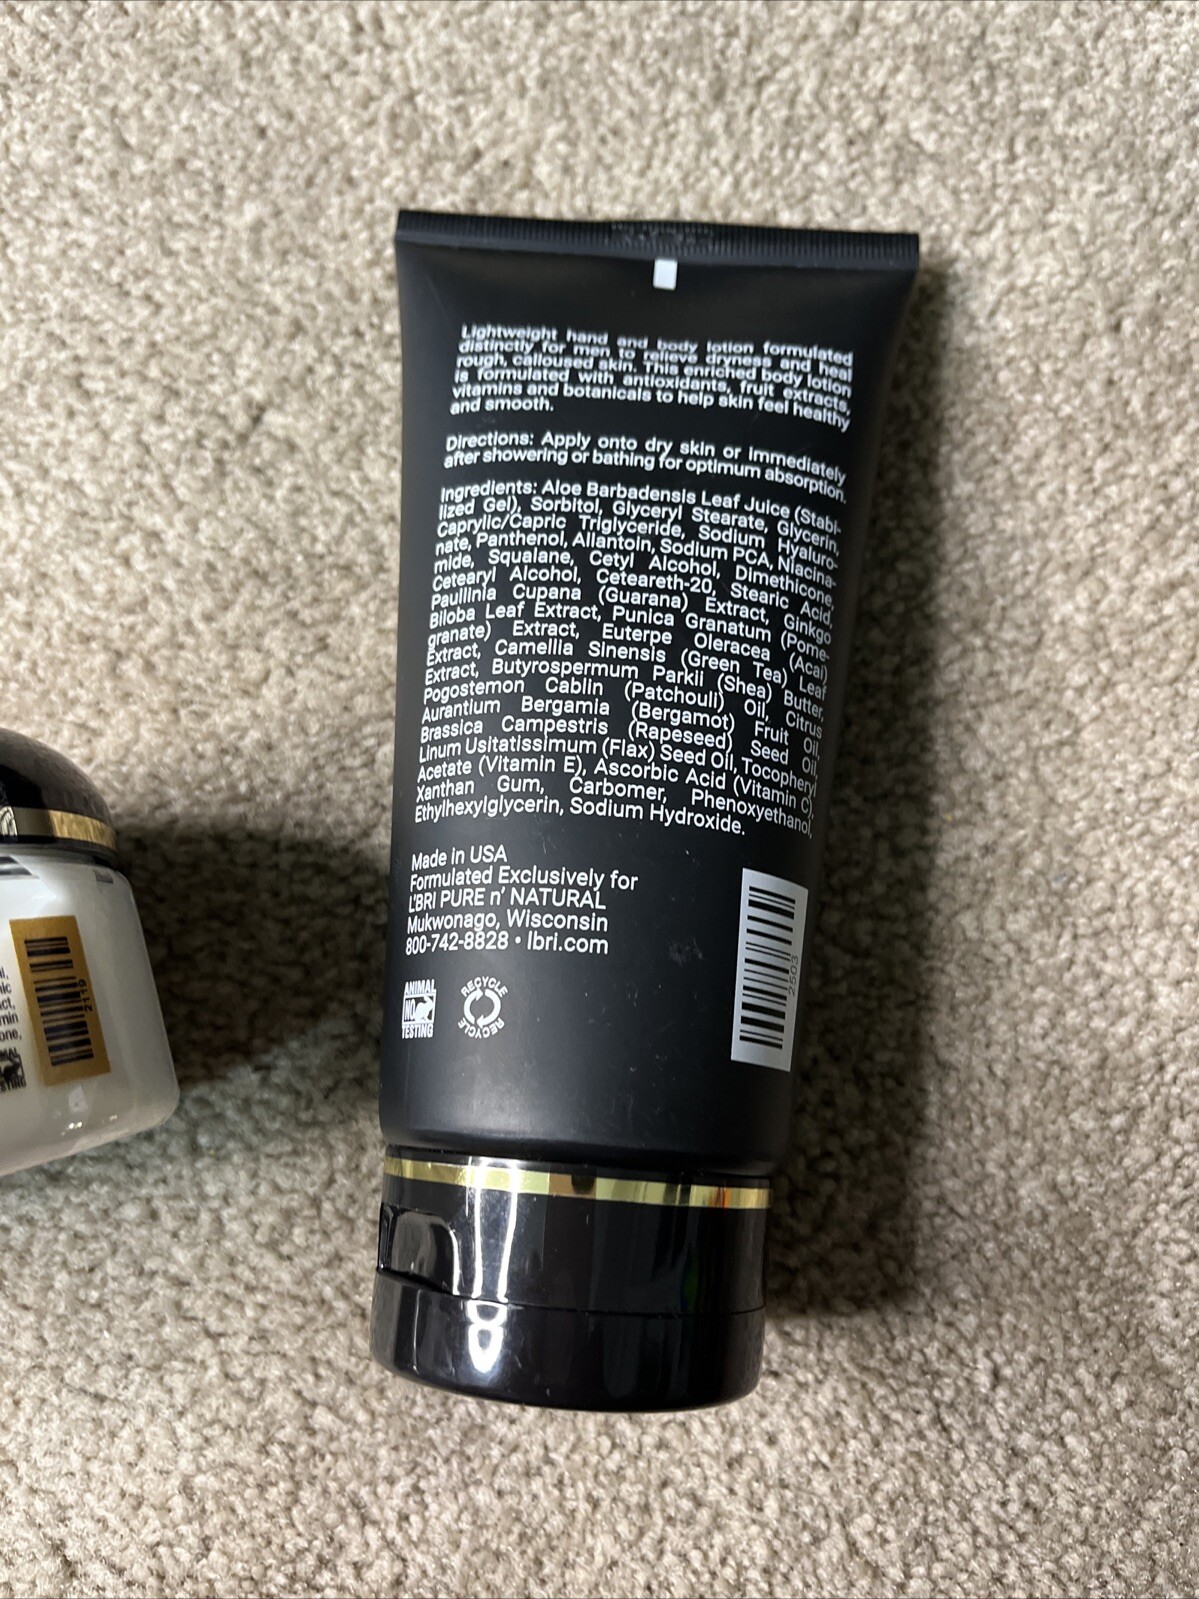 Lightweight hand and body lotion formulated
distinctly for men to relieve dryness and heal
rough, calloused skin. This enriched body lotion
is formulated with antioxidants, fruit extracts,
vitamins and botanicals to help skin feel healthy
and smooth.
Directions: Apply onto dry skin or immediately
after showering or bathing for optimum absorption.
Ingredients: Aloe Barbadensis Leaf Juice (Stabi-
lized Gel), Sorbitol, Glyceryl Stearate, Glycerin,
Caprylic/Capric Triglyceride, Sodium Hyaluro-
nate, Panthenol, Allantoin, Sodium PCA, Niacina-
mide, Squalane, Cetyl Alcohol, Dimethicone,
Cetearyl Alcohol, Ceteareth-20, Stearic Acid,
Paullinia Cupana (Guarana) Extract, Ginkgo
Biloba Leaf Extract, Punica Granatum (Pome-
granate) Extract, Euterpe Oleracea (Acai)
Extract, Camellia Sinensis (Green Tea) Leaf
Extract, Butyrospermum Parkii (Shea) Butter,
Pogostemon Cablin (Patchouli) Oil, Citrus
Aurantium Bergamia (Bergamot) Fruit Oil,
Brassica Campestris (Rapeseed) Seed Oil,
Linum Usitatissimum (Flax) Seed Oil, Tocopheryl
Acetate (Vitamin E), Ascorbic Acid (Vitamin C),
Xanthan Gum, Carbomer, Phenoxyethanol,
Ethylhexylglycerin, Sodium Hydroxide.
Made in USA
Formulated Exclusively for
L'BRI PURE n' NATURAL
Mukwonago, Wisconsin
800-742-8828 • lbri.com
ANIMAL
NO
TESTING
RECYCLE
RECYCLE
2503
2119